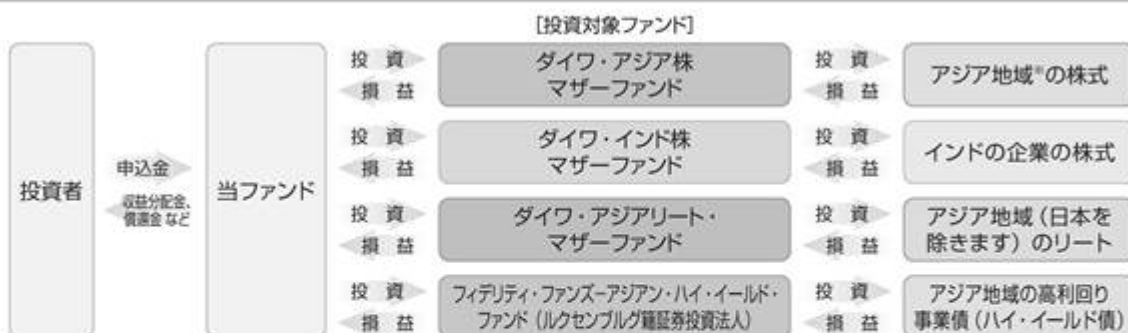 [投資対象ファンド]
投資者
申込金
収益分配金、
償還金 など
当ファンド
投 資
損 益
ダイワ・アジア株
マザーファンド
投 資
損 益
アジア地域※の株式
投 資
損 益
ダイワ・インド株
マザーファンド
投 資
損 益
インドの企業の株式
投 資
損 益
ダイワ・アジアリート・
マザーファンド
投 資
損 益
アジア地域(日本を
除きます)のリート
投 資
損 益
フィデリティ・ファンズ-アジアン・ハイ・イールド・
ファンド(ルクセンブルグ籍証券投資法人)
投 資
損 益
アジア地域の高利回り
事業債(ハイ・イールド債)